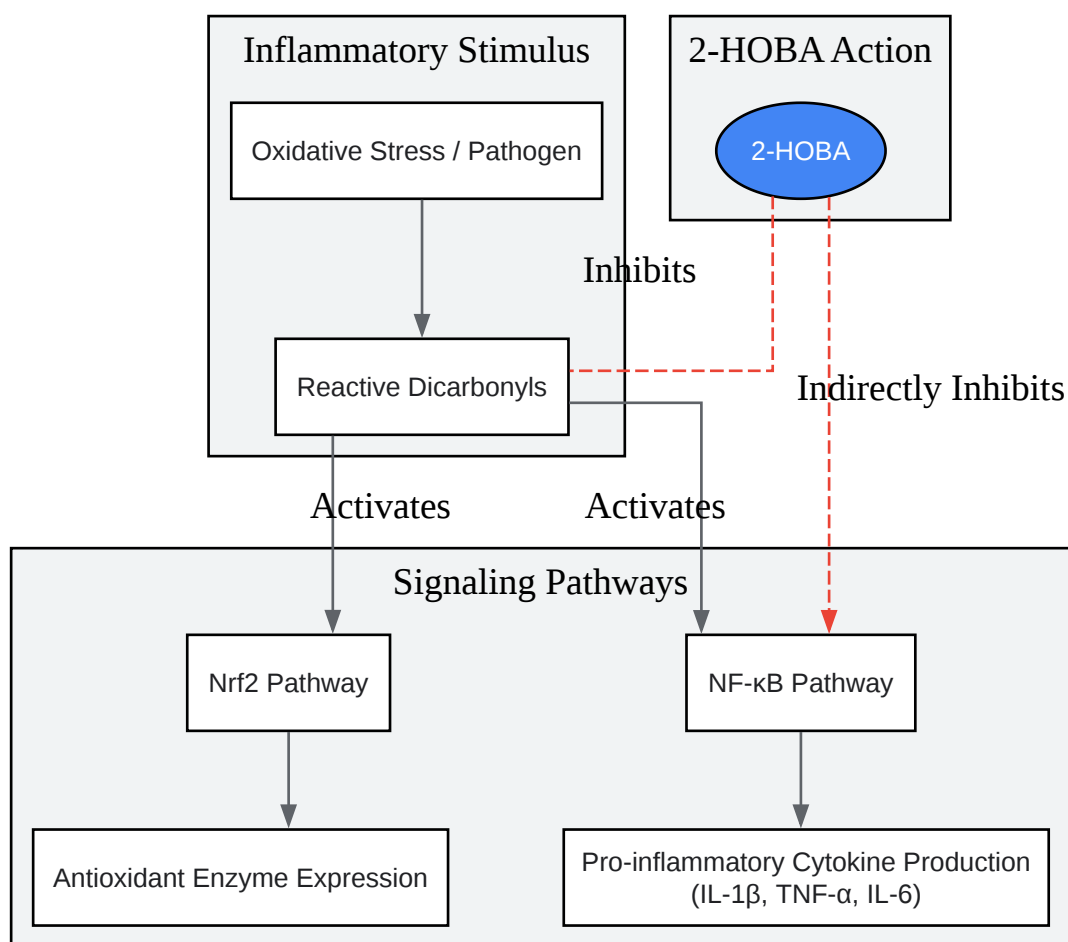 Inflammatory Stimulus
2-HOBA Action
Oxidative Stress / Pathogen
2-HOBA
Inhibits
Reactive Dicarbonyls
Indirectly Inhibits
Activates
Activates
Signaling Pathways
Nrf2 Pathway
NF-κB Pathway
Antioxidant Enzyme Expression
Pro-inflammatory Cytokine Production
(IL-1β, TNF-α, IL-6)